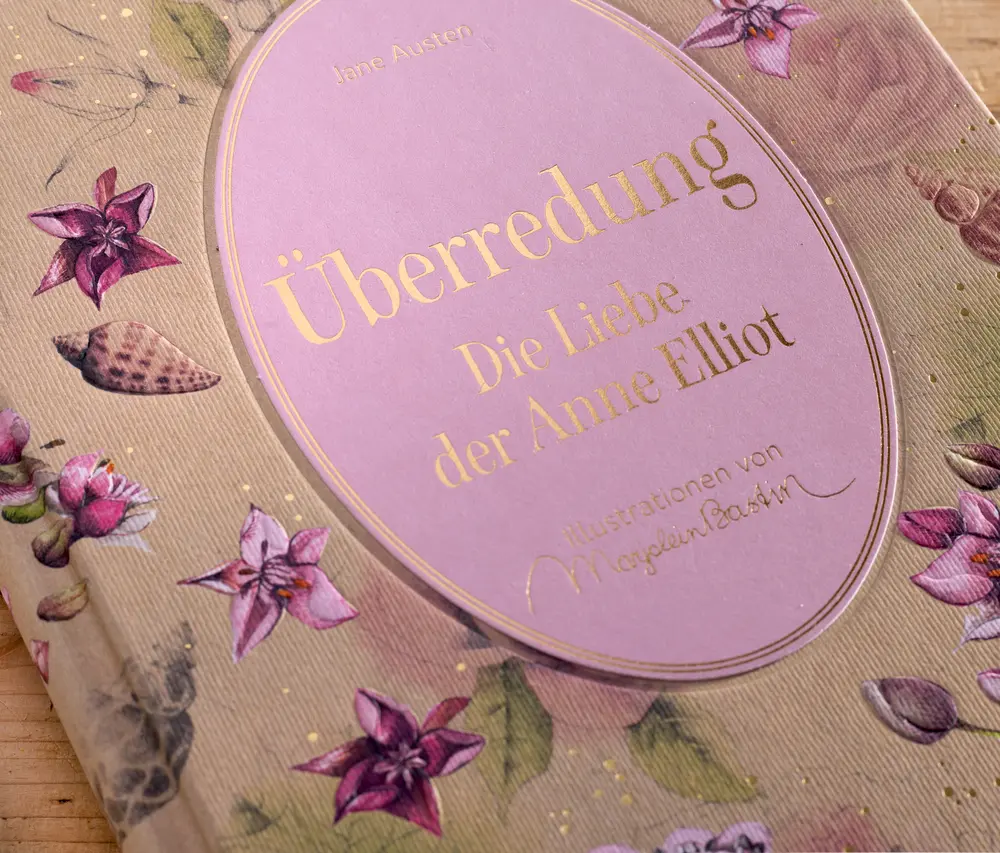 Jane Austen
Überredung
Die Liebe
der Anne Elliot
Illustrationen von
Marjolein Bastin